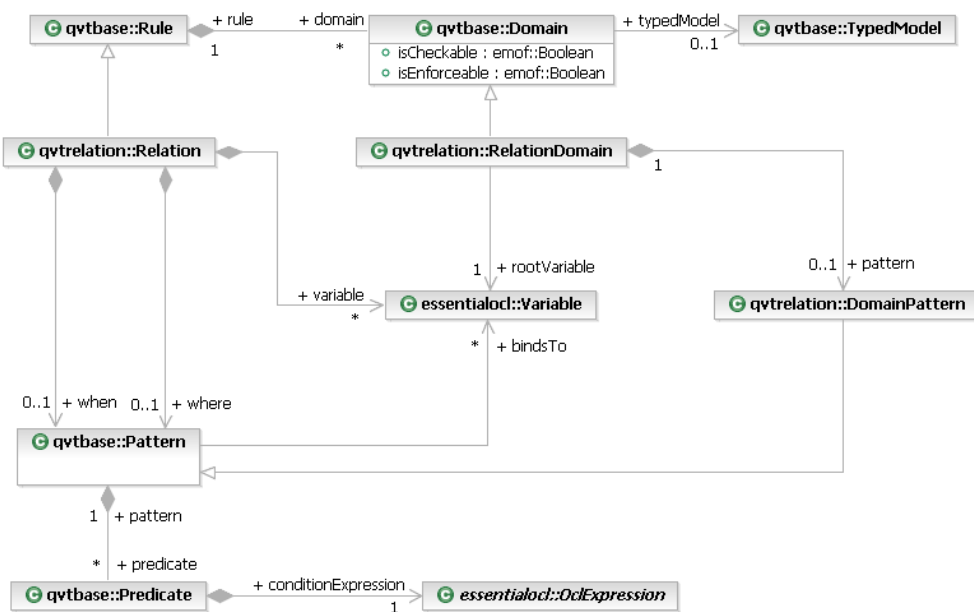 qvtbase::Rule
+ rule
1
+ domain
*
qvtbase::Domain
isCheckable : emof::Boolean
isEnforceable : emof::Boolean
+ typedModel
0..1
qvtbase::TypedModel
qvtrelation::Relation
qvtrelation::RelationDomain
1
1 + rootVariable
0..1 + pattern
+ variable
*
essentialocl::Variable
qvtrelation::DomainPattern
* + bindsTo
0..1 + when
0..1 + where
qvtbase::Pattern
1 + pattern
* + predicate
qvtbase::Predicate
+ conditionExpression
1
essentialocl::OclExpression